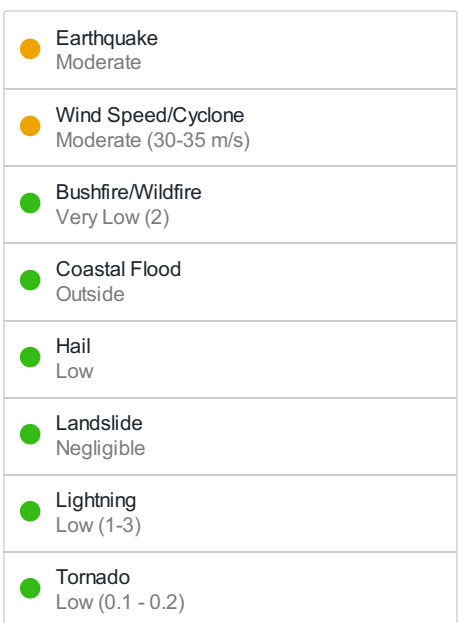 Earthquake
Moderate
Wind Speed/Cyclone
Moderate (30-35 m/s)
Bushfire/Wildfire
Very Low (2)
Coastal Flood
Outside
Hail
Low
Landslide
Negligible
Lightning
Low (1-3)
Tornado
Low (0.1 - 0.2)